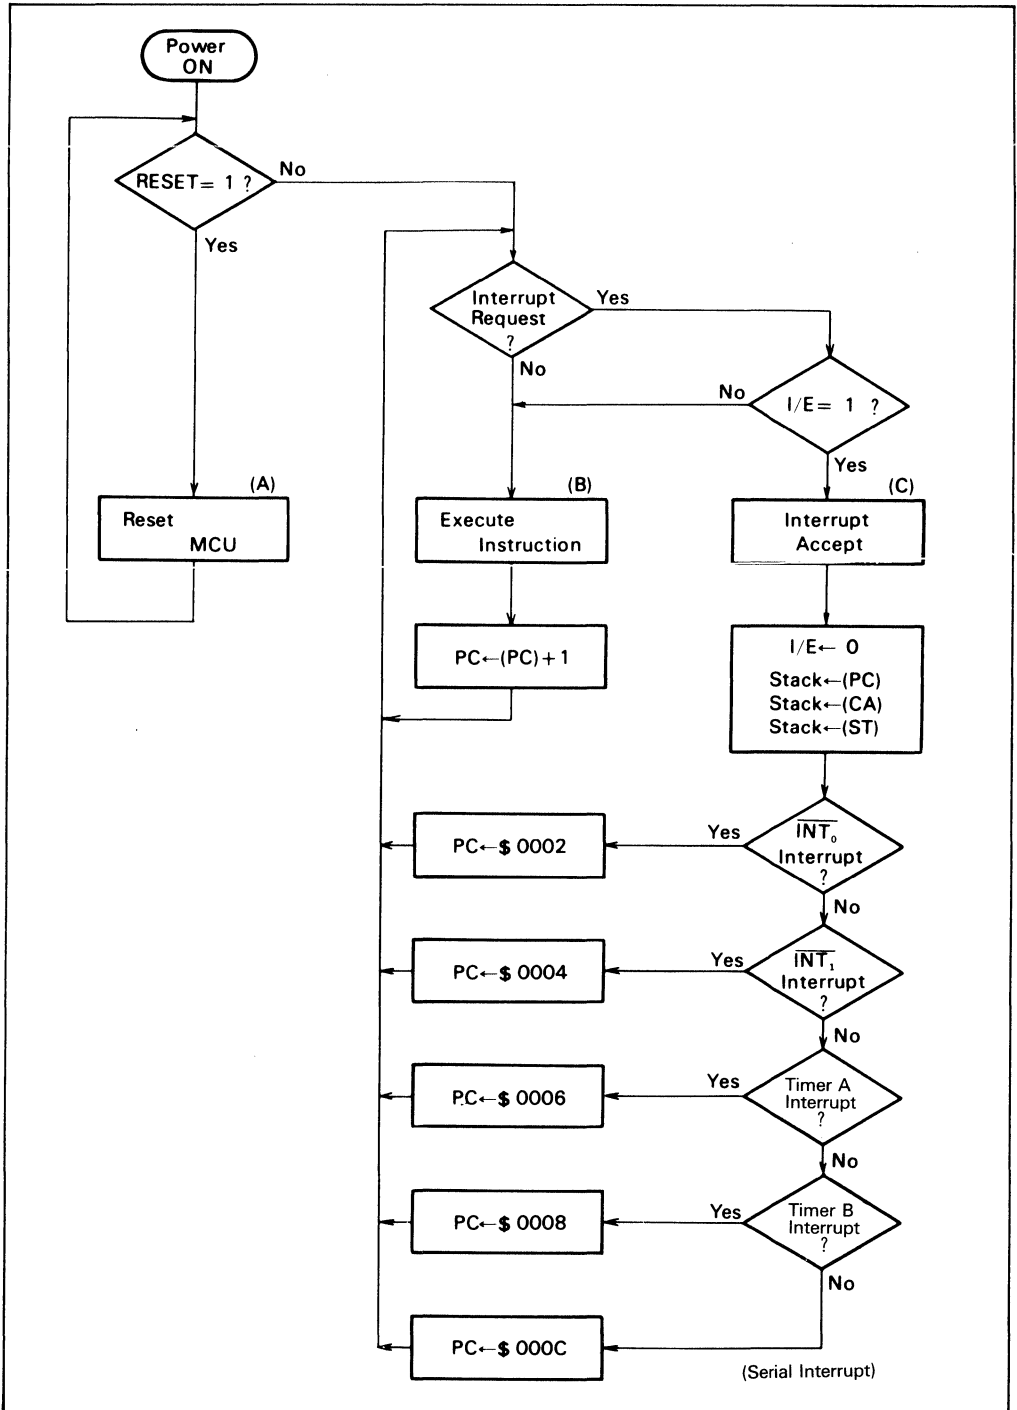 Power
ON
RESET= 1 ?
No
Yes
Interrupt
Request
?
Yes
No
I/E= 1 ?
No
Yes
(A)
Reset
MCU
(B)
Execute
Instruction
(C)
Interrupt
Accept
PC←(PC)+1
I/E← 0
Stack←(PC)
Stack←(CA)
Stack←(ST)
PC←$ 0002
Yes
INT₀
Interrupt
?
No
PC←$ 0004
Yes
INT₁
Interrupt
?
No
PC←$ 0006
Yes
Timer A
Interrupt
?
No
PC←$ 0008
Yes
Timer B
Interrupt
?
No
PC←$ 000C
(Serial Interrupt)